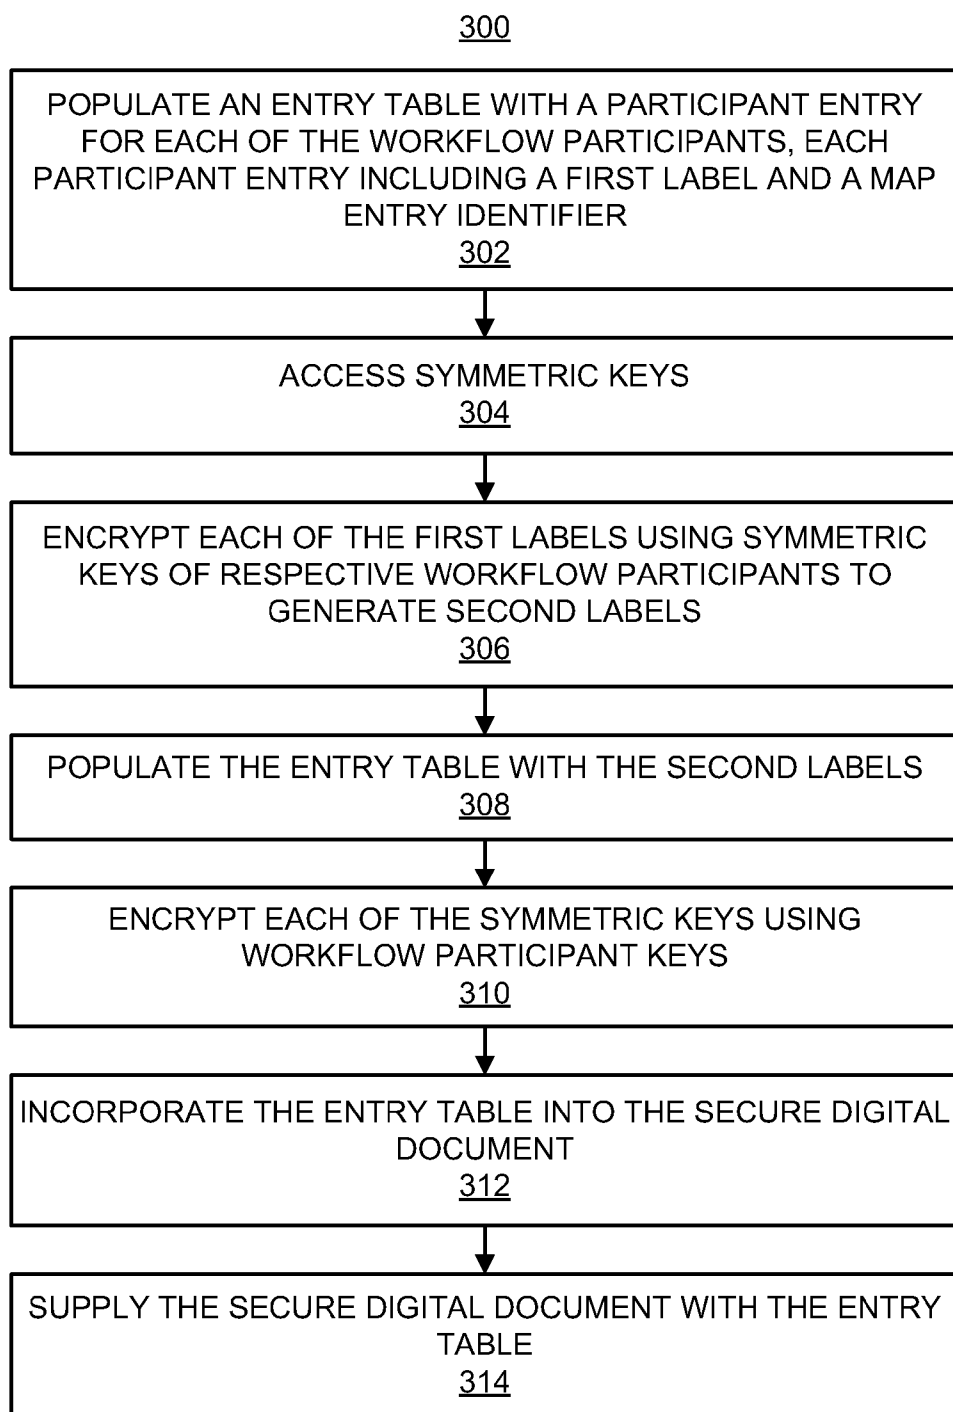 300
POPULATE AN ENTRY TABLE WITH A PARTICIPANT ENTRY
FOR EACH OF THE WORKFLOW PARTICIPANTS, EACH
PARTICIPANT ENTRY INCLUDING A FIRST LABEL AND A MAP
ENTRY IDENTIFIER
302
ACCESS SYMMETRIC KEYS
304
ENCRYPT EACH OF THE FIRST LABELS USING SYMMETRIC
KEYS OF RESPECTIVE WORKFLOW PARTICIPANTS TO
GENERATE SECOND LABELS
306
POPULATE THE ENTRY TABLE WITH THE SECOND LABELS
308
ENCRYPT EACH OF THE SYMMETRIC KEYS USING
WORKFLOW PARTICIPANT KEYS
310
INCORPORATE THE ENTRY TABLE INTO THE SECURE DIGITAL
DOCUMENT
312
SUPPLY THE SECURE DIGITAL DOCUMENT WITH THE ENTRY
TABLE
314